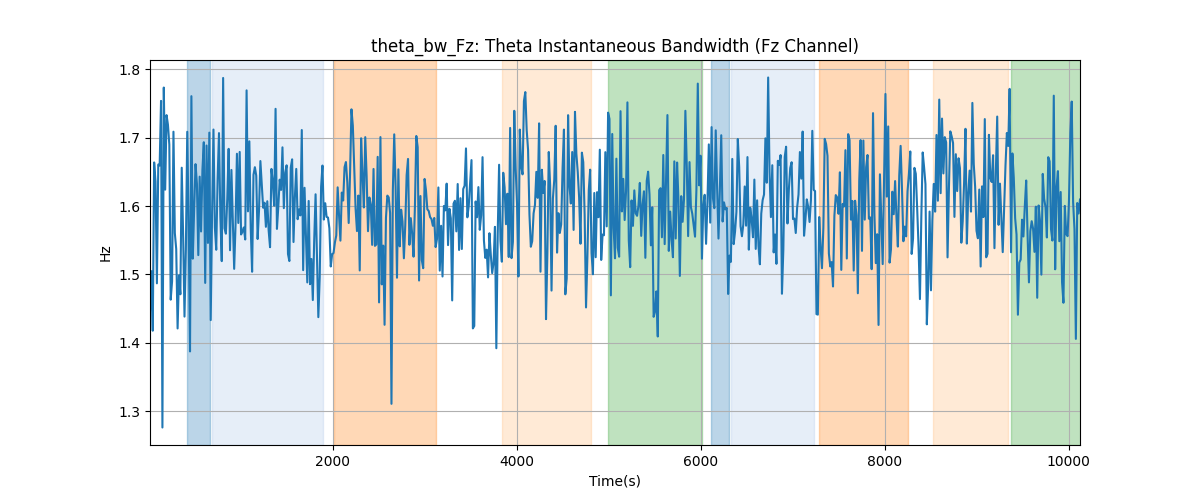 theta_bw_Fz: Theta Instantaneous Bandwidth (Fz Channel)
1.8
1.7
1.6
1.5
1.4
1.3
Hz
2000 4000 6000 8000 10000
Time(s)